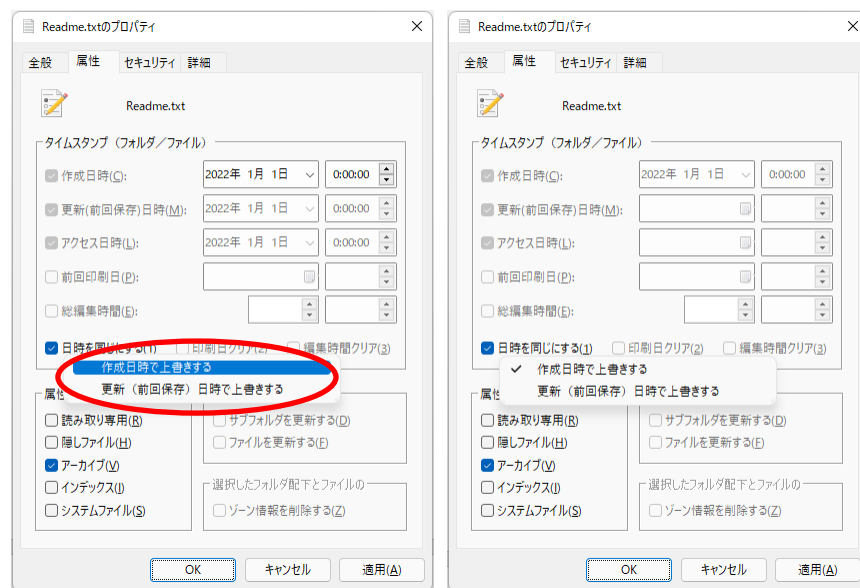 Readme.txtのプロパティ
全般 属性 セキュリティ 詳細
Readme.txt
タイムスタンプ（フォルダ／ファイル）
作成日時(C): 2022年 1月 1日 0:00:00
更新(前回保存)日時(M): 2022年 1月 1日 0:00:00
アクセス日時(L): 2022年 1月 1日 0:00:00
前回印刷日(P):
総編集時間(E):
日時を同じにする(1) 印刷日クリア(2) 編集時間クリア(3)
作成日時で上書きする
更新（前回保存）日時で上書きする
属
読み取り専用(R) サブフォルダを更新する(D)
隠しファイル(H) ファイルを更新する(F)
アーカイブ(V)
インデックス(I) 選択したフォルダ配下とファイルの
システムファイル(S) ゾーン情報を削除する(Z)
OK キャンセル 適用(A)
Readme.txtのプロパティ
全般 属性 セキュリティ 詳細
Readme.txt
タイムスタンプ（フォルダ／ファイル）
作成日時(C): 2022年 1月 1日 0:00:00
更新(前回保存)日時(M):
アクセス日時(L):
前回印刷日(P):
総編集時間(E):
日時を同じにする(1) 印刷日クリア(2) 編集時間クリア(3)
作成日時で上書きする
更新（前回保存）日時で上書きする
属
読み取り専用(R) サブフォルダを更新する(D)
隠しファイル(H) ファイルを更新する(F)
アーカイブ(V)
インデックス(I) 選択したフォルダ配下とファイルの
システムファイル(S) ゾーン情報を削除する(Z)
OK キャンセル 適用(A)